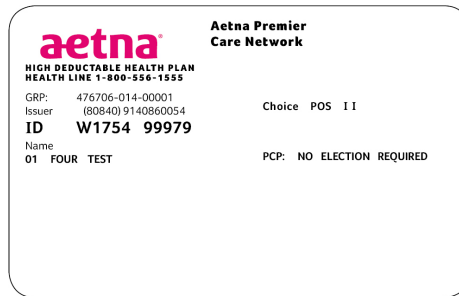 aetna®
Aetna Premier
Care Network
HIGH DEDUCTABLE HEALTH PLAN
HEALTH LINE 1-800-556-1555
GRP: 476706-014-00001
Issuer (80840) 9140860054
ID W1754 99979
Name
01 FOUR TEST
Choice POS II
PCP: NO ELECTION REQUIRED